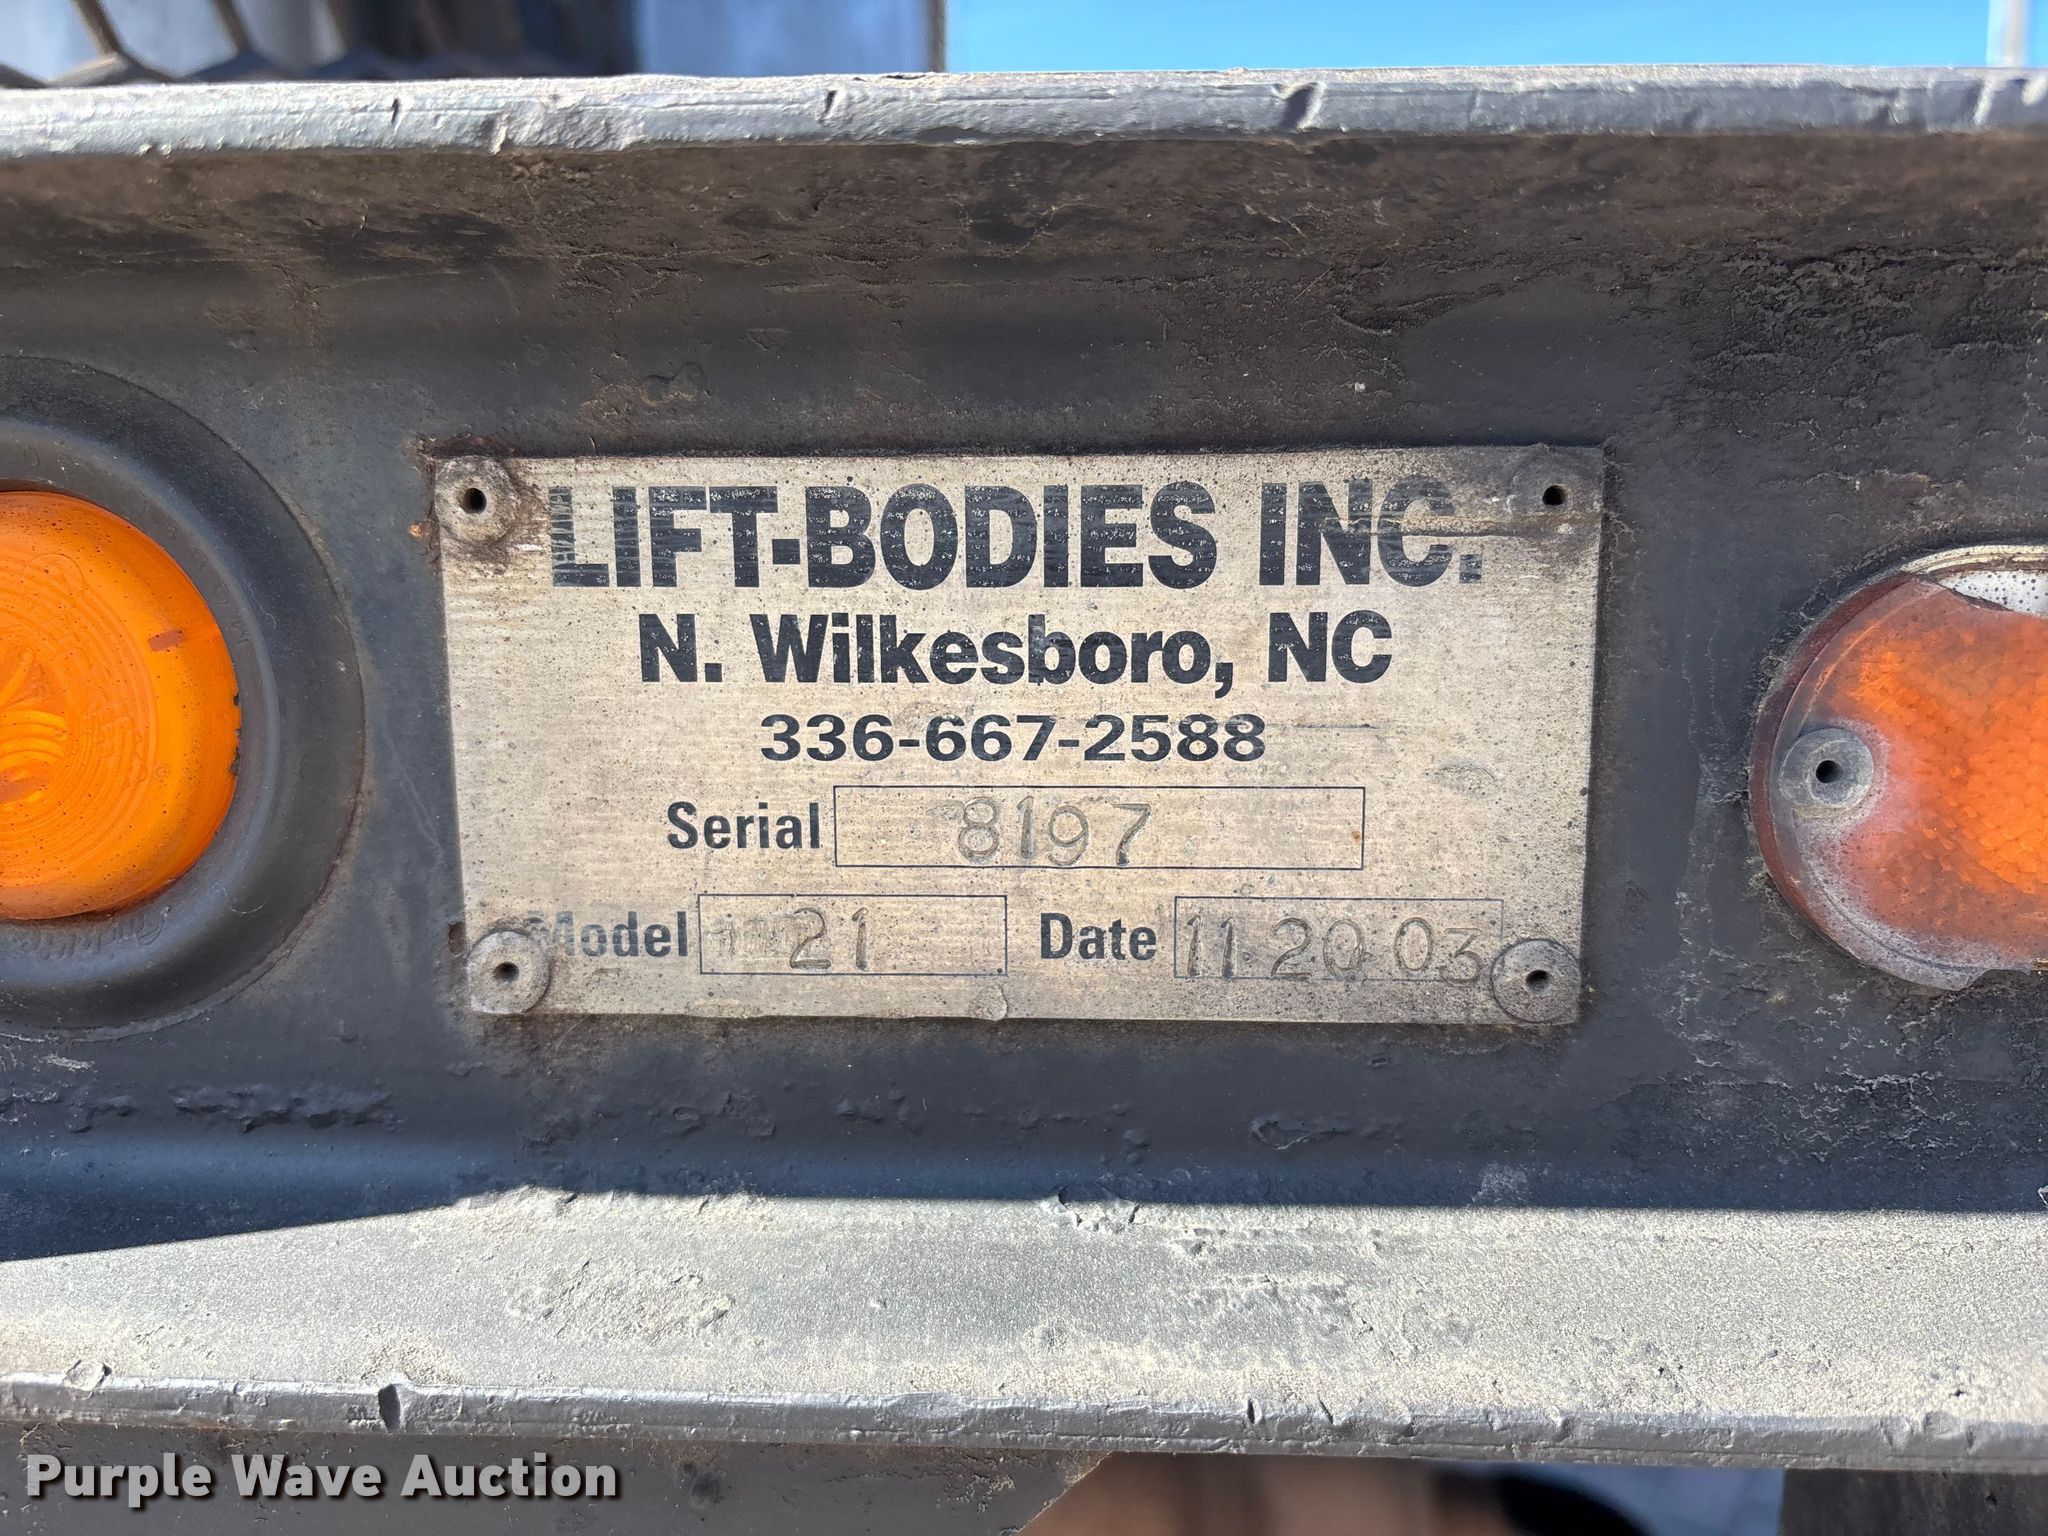 LIFT-BODIES INC.
N. Wilkesboro, NC
336-667-2588
Serial 8197
Model 21 Date 11 20 03
Purple Wave Auction